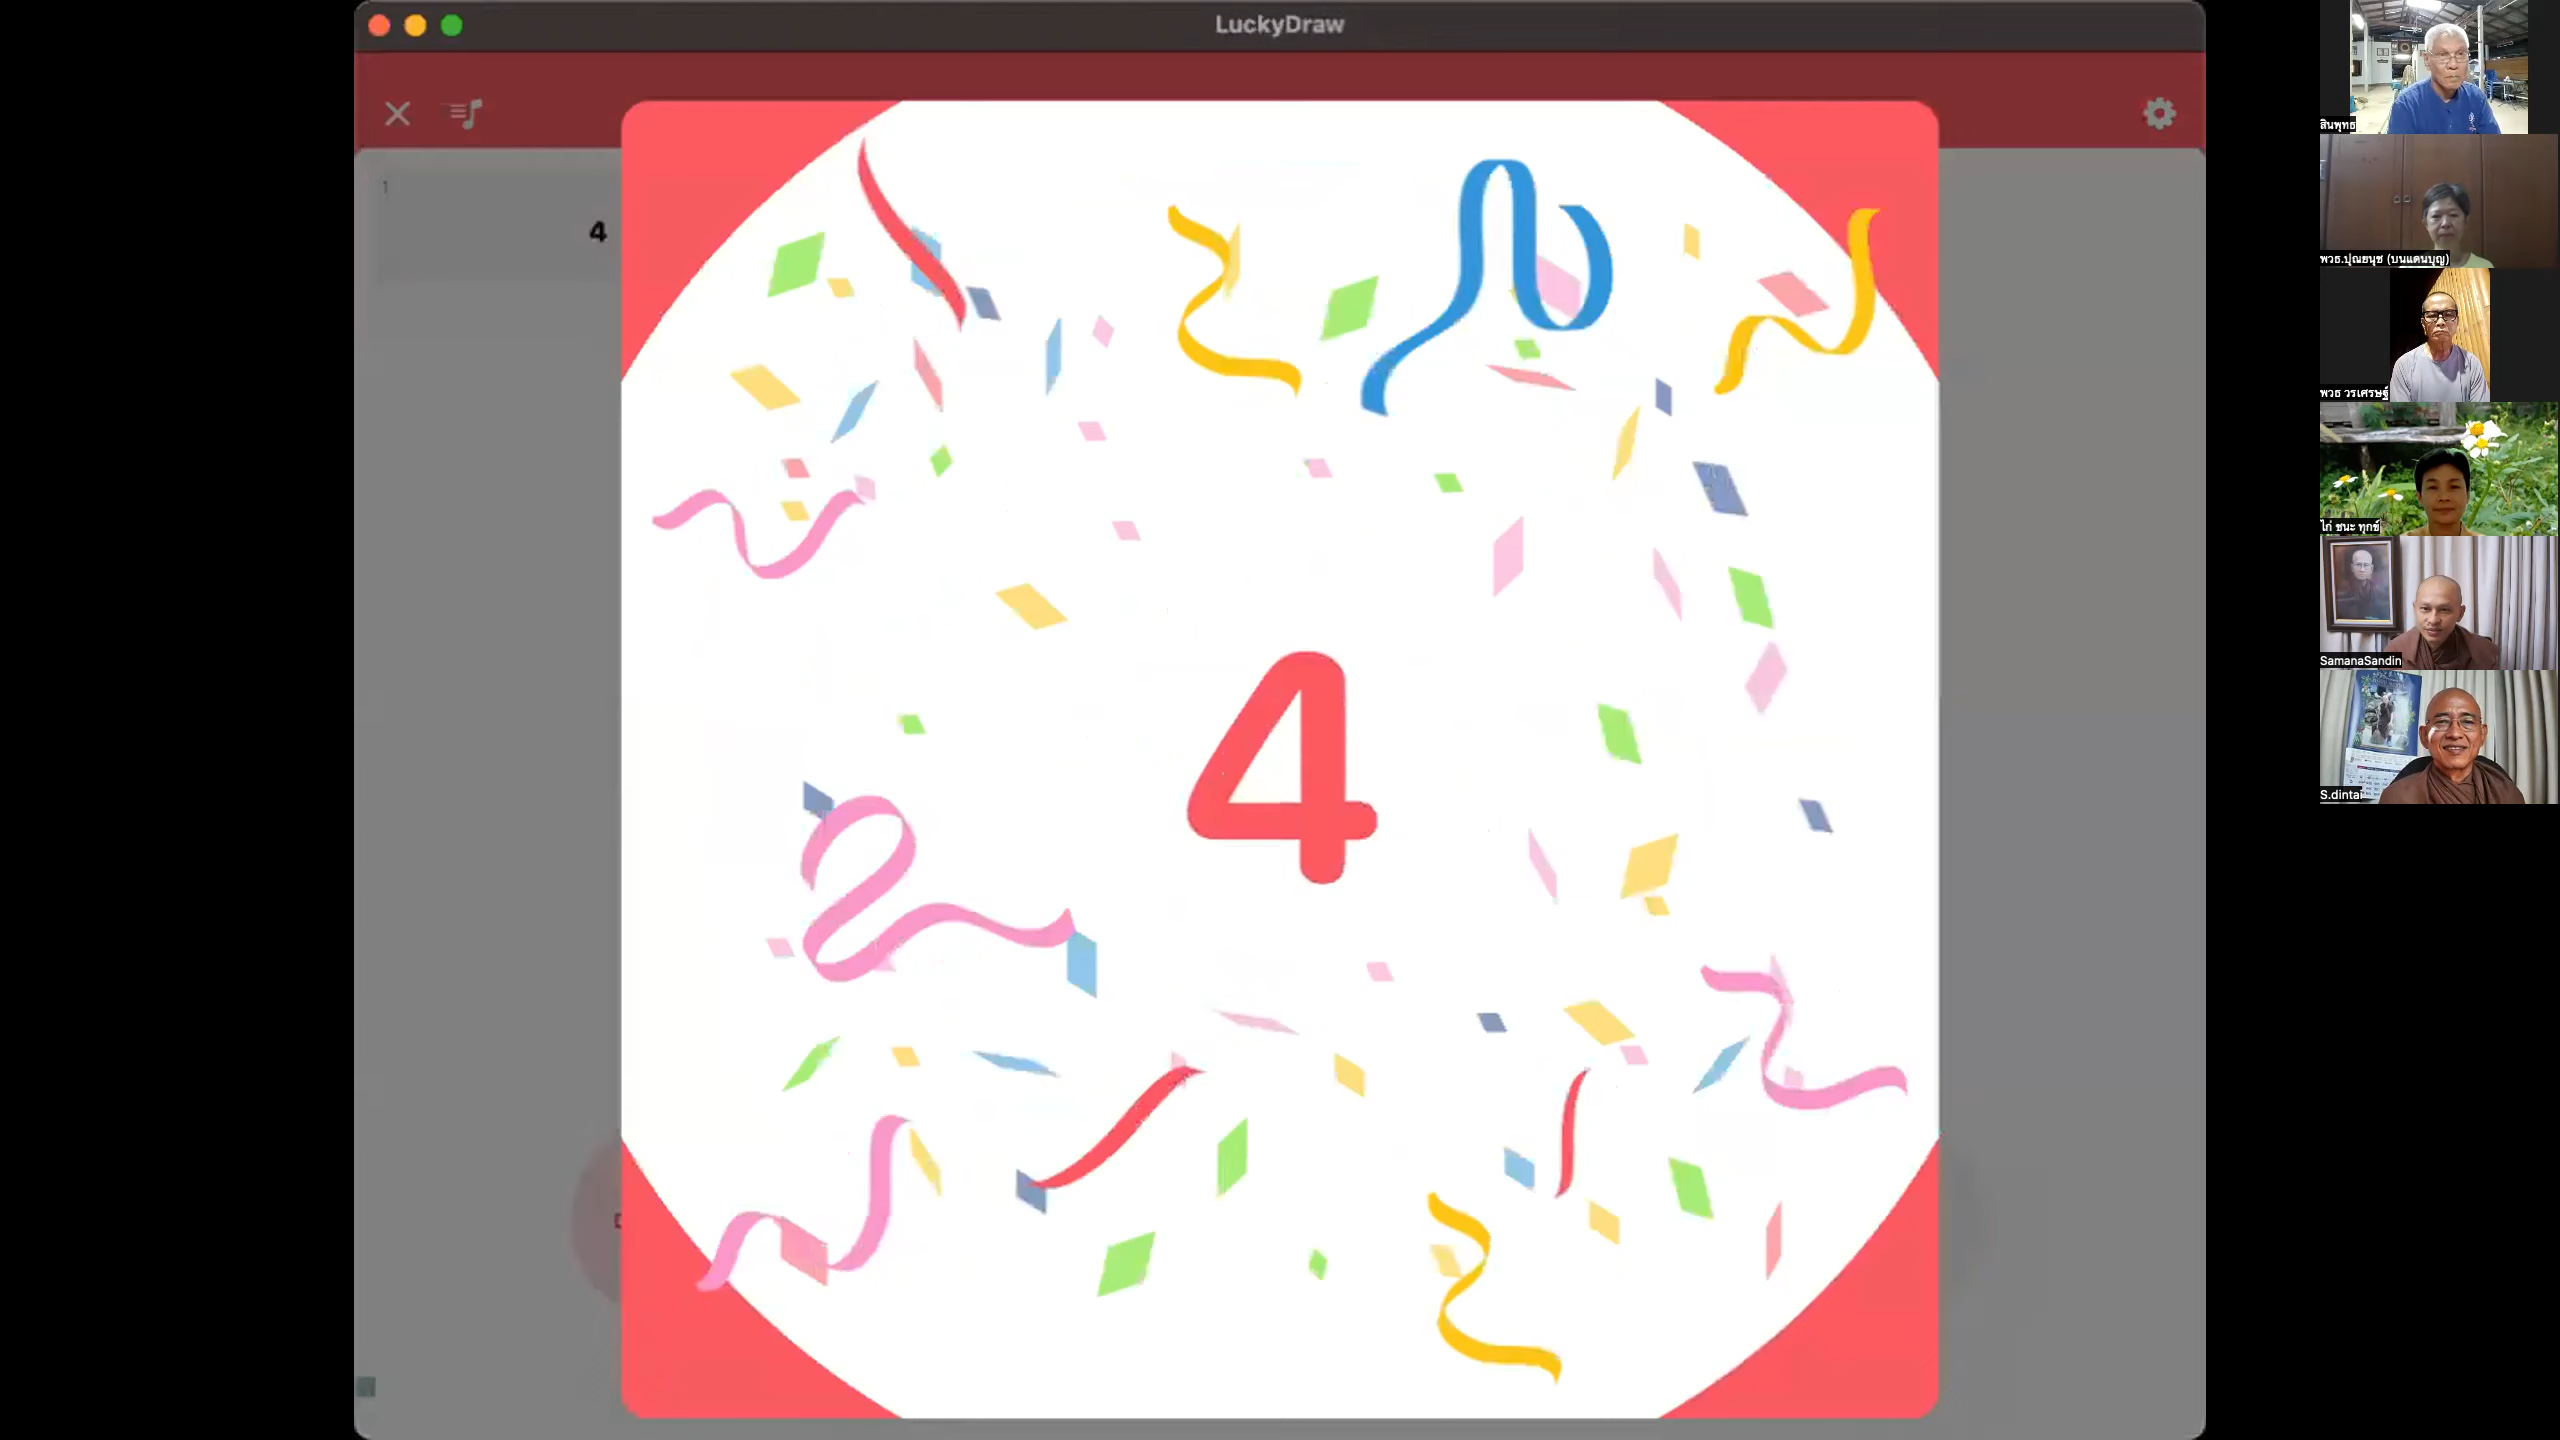 LuckyDraw
1
4
4
สินพุทธ
พวธ.ปุณยนุช (บนแดนบุญ)
พวธ วรเศรษฐ์
ไก่ ชนะ ทุกข์
SamanaSandin
S.dintai